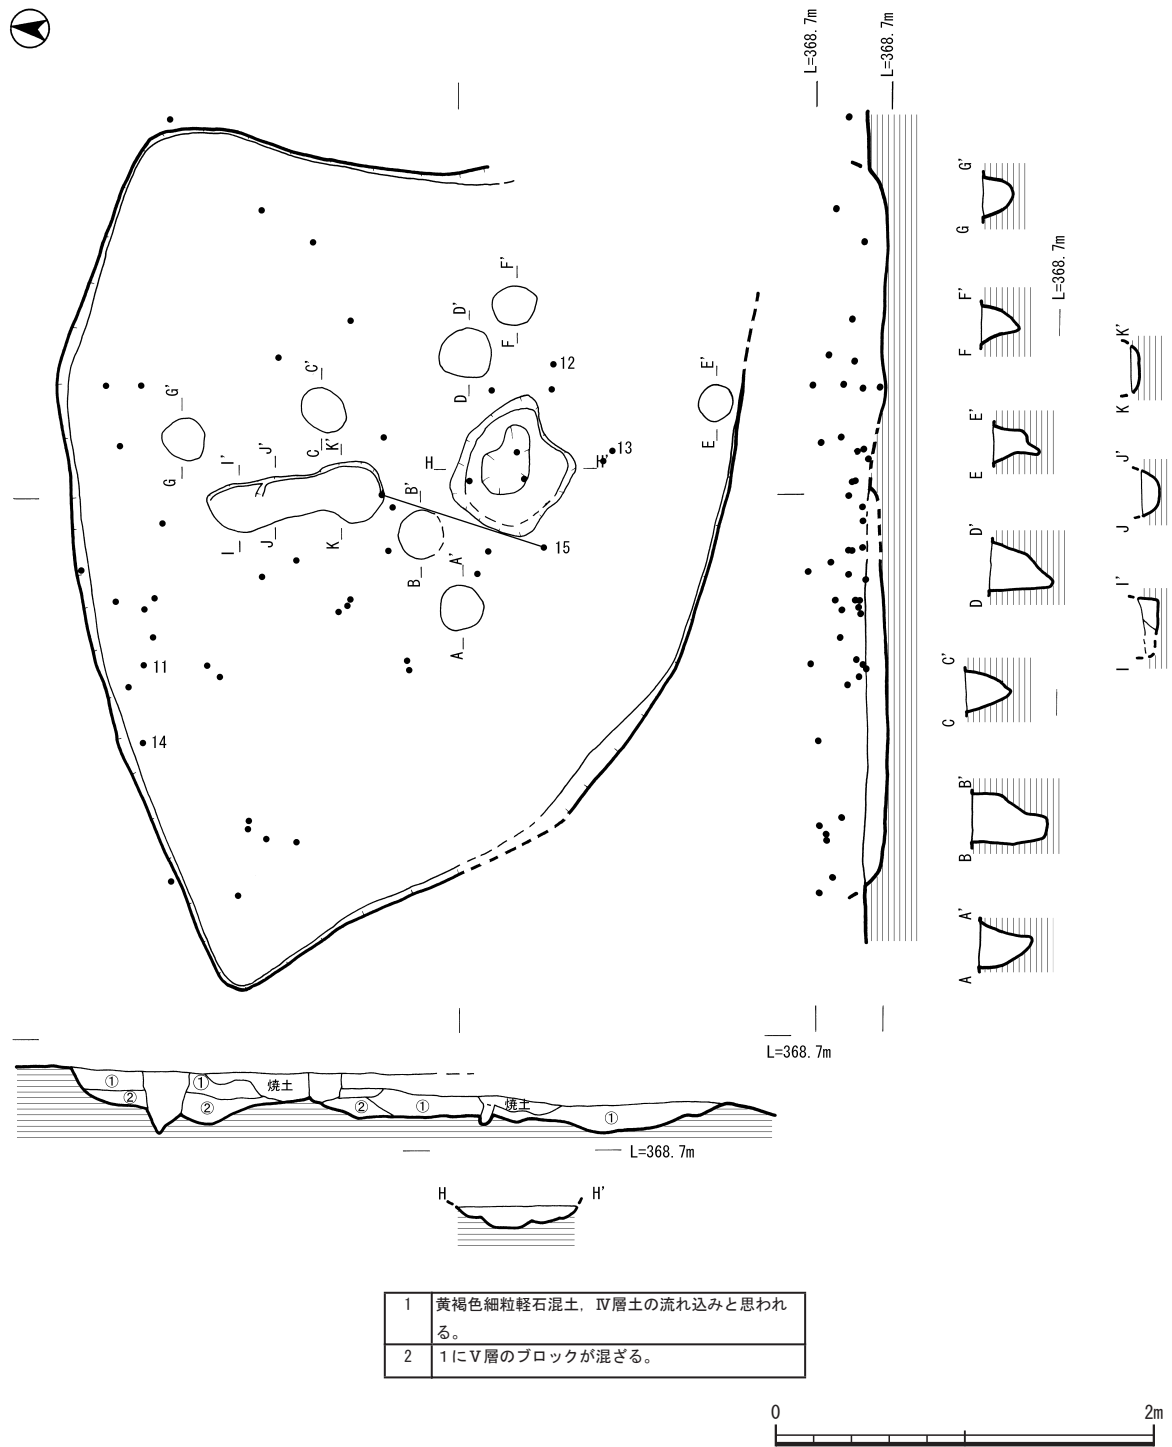 L=368.7m
L=368.7m
G'
G
F'
F
L=368.7m
K'
K
E'
E
J'
J
D'
D
I'
I
C'
C
B'
B
A'
A
F'
F
D'
D
12
E'
E
C'
C
G'
G
K'
K
J'
J
I'
I
H
H'
13
B'
B
15
A'
A
11
14
L=368.7m
①
②
①
②
焼土
②
①
焼土
①
L=368.7m
H
H'
1 黄褐色細粒軽石混土,Ⅳ層土の流れ込みと思われ
る。
2 1にⅤ層のブロックが混ざる。
0
2m